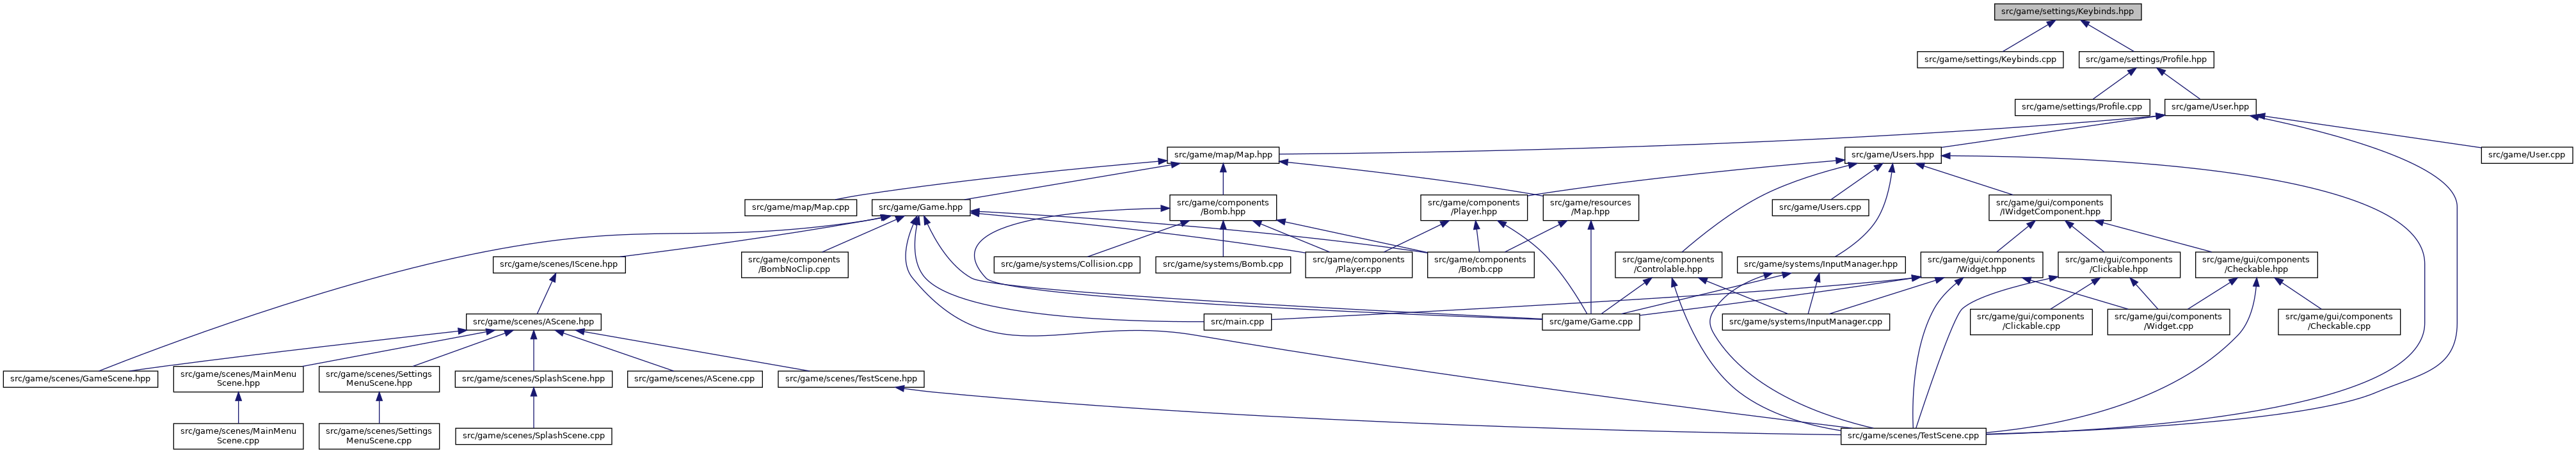 src/game/settings/Keybinds.hpp
src/game/settings/Keybinds.cpp
src/game/settings/Profile.hpp
src/game/settings/Profile.cpp
src/game/User.hpp
src/game/map/Map.hpp
src/game/Users.hpp
src/game/User.cpp
src/game/map/Map.cpp
src/game/Game.hpp
src/game/components
/Bomb.hpp
src/game/components
/Player.hpp
src/game/resources
/Map.hpp
src/game/Users.cpp
src/game/gui/components
/IWidgetComponent.hpp
src/game/scenes/IScene.hpp
src/game/components
/BombNoClip.cpp
src/game/systems/Collision.cpp
src/game/systems/Bomb.cpp
src/game/components
/Player.cpp
src/game/components
/Bomb.cpp
src/game/components
/Controlable.hpp
src/game/systems/InputManager.hpp
src/game/gui/components
/Widget.hpp
src/game/gui/components
/Clickable.hpp
src/game/gui/components
/Checkable.hpp
src/game/scenes/AScene.hpp
src/main.cpp
src/game/Game.cpp
src/game/systems/InputManager.cpp
src/game/gui/components
/Clickable.cpp
src/game/gui/components
/Widget.cpp
src/game/gui/components
/Checkable.cpp
src/game/scenes/GameScene.hpp
src/game/scenes/MainMenu
Scene.hpp
src/game/scenes/Settings
MenuScene.hpp
src/game/scenes/SplashScene.hpp
src/game/scenes/AScene.cpp
src/game/scenes/TestScene.hpp
src/game/scenes/MainMenu
Scene.cpp
src/game/scenes/Settings
MenuScene.cpp
src/game/scenes/SplashScene.cpp
src/game/scenes/TestScene.cpp